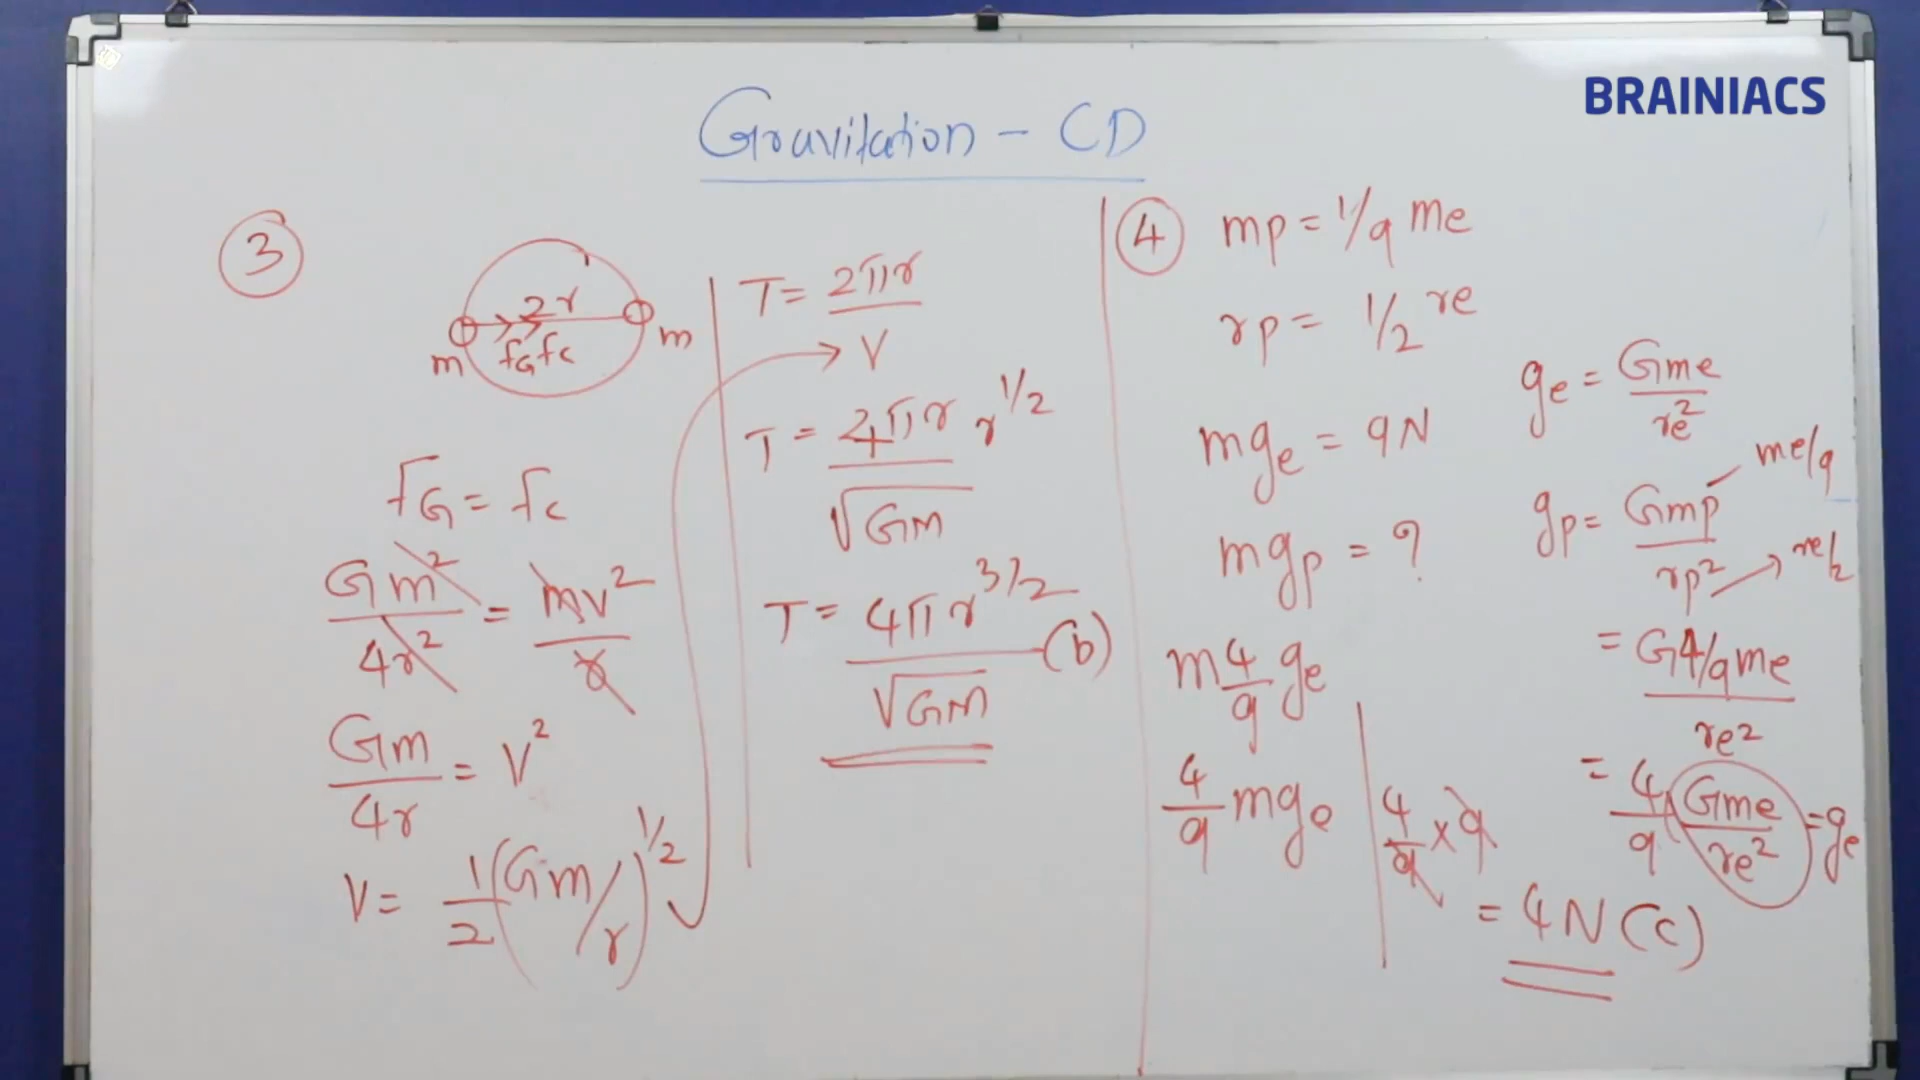 BRAINIACS
Gravitation - CD
3
2r
m fG fc m
fG = fc
Gm²/4r² = mv²/r
Gm/4r = V²
V = 1/2 (Gm/r)^1/2
T = 2πr/V
T = 4πr r^1/2/√Gm
T = 4πr^3/2/√Gm (b)
4 mp = 1/9 me
rp = 1/2 re
mge = 9N
mgp = ?
m 4/9 ge
4/9 mge
4/9 x 9
= 4N (c)
ge = Gme/re²
gp = Gmp/rp²
me/9
re/2
= G4/9me/re²
= 4/9 (Gme/re²) = ge